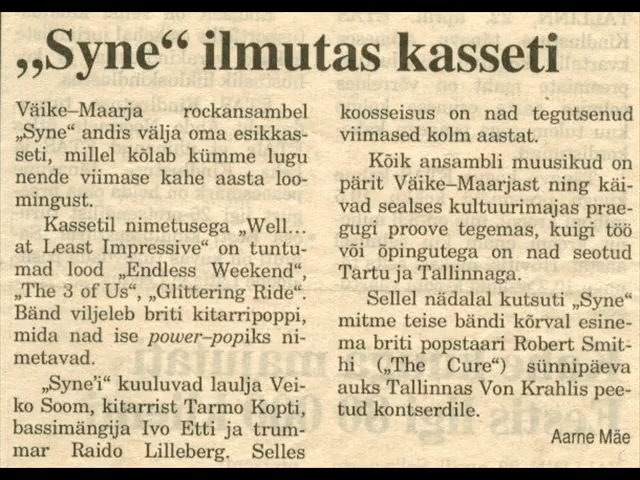 „Syne“ ilmutas kasseti
Väike–Maarja rockansambel
„Syne“ andis välja oma esikkas-
seti, millel kõlab kümme lugu
nende viimase kahe aasta loo-
mingust.
Kassetil nimetusega „Well...
at Least Impressive“ on tuntu-
mad lood „Endless Weekend“,
„The 3 of Us“, „Glittering Ride“.
Bänd viljeleb briti kitarripoppi,
mida nad ise power–popiks ni-
metavad.
„Syne’i“ kuuluvad laulja Vei-
ko Soom, kitarrist Tarmo Kopti,
bassimängija Ivo Etti ja trum-
mar Raido Lilleberg. Selles
koosseisus on nad tegutsenud
viimased kolm aastat.
Kõik ansambli muusikud on
pärit Väike–Maarjast ning käi-
vad sealses kultuurimajas prae-
gugi proove tegemas, kuigi töö
või õpingutega on nad seotud
Tartu ja Tallinnaga.
Sellel nädalal kutsuti „Syne“
mitme teise bändi kõrval esine-
ma briti popstaari Robert Smit-
hi („The Cure“) sünnipäeva
auks Tallinnas Von Krahlis pee-
tud kontserdile.
Aarne Mäe